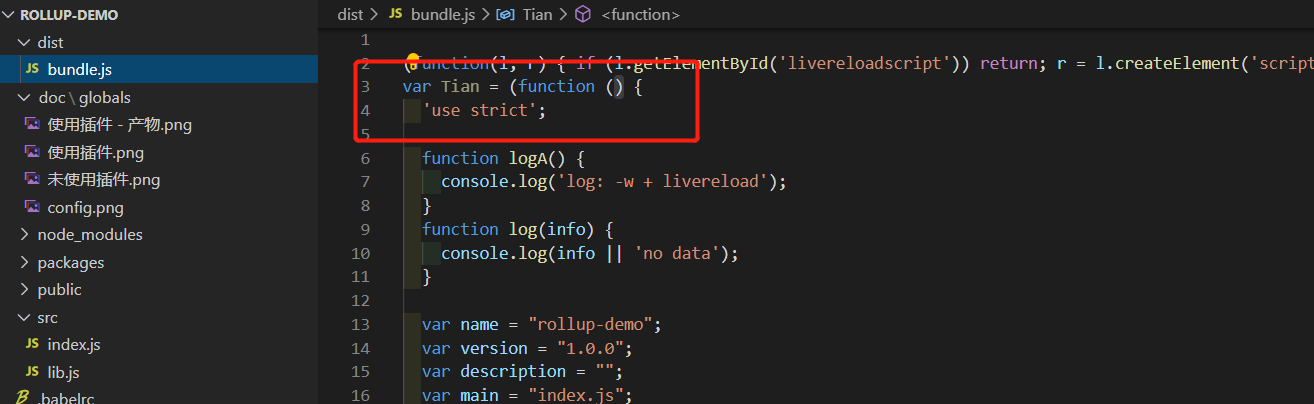 ROLLUP-DEMO
dist
JS bundle.js
doc \ globals
使用插件 - 产物.png
使用插件.png
未使用插件.png
config.png
node_modules
packages
public
src
JS index.js
JS lib.js
.babelrc
dist > JS bundle.js > Tian > <function>
1
2 (function(l, r) { if (l.getElementById('livereloadscript')) return; r = l.createElement('script
3 var Tian = (function () {
4 'use strict';
5
6 function logA() {
7 console.log('log: -w + livereload');
8 }
9 function log(info) {
10 console.log(info || 'no data');
11 }
12
13 var name = "rollup-demo";
14 var version = "1.0.0";
15 var description = "";
16 var main = "index.js";